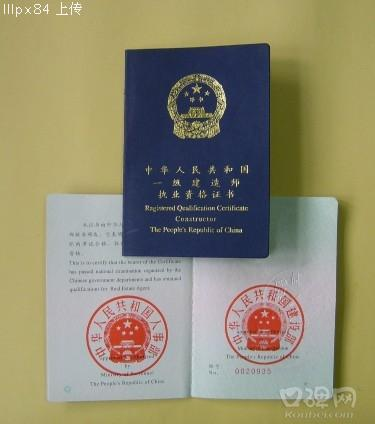 lllpx84 上传
中华人民共和国
一级建造师
执业资格证书
Ragistered Qualification Certificate
Constructor
The People's Republic of China
This is to certify that the bearer of the Certificate
has passed national examination organized by the
Chinese government departments and has obtained
qualifications for Real Estate Agent.
中华人民共和国人事部
by
Ministry of Personnel
The People's Republic of China
中华人民共和国建设部
The People's Republic of China
编号
No. 0020925
口碑网
Koubei.com